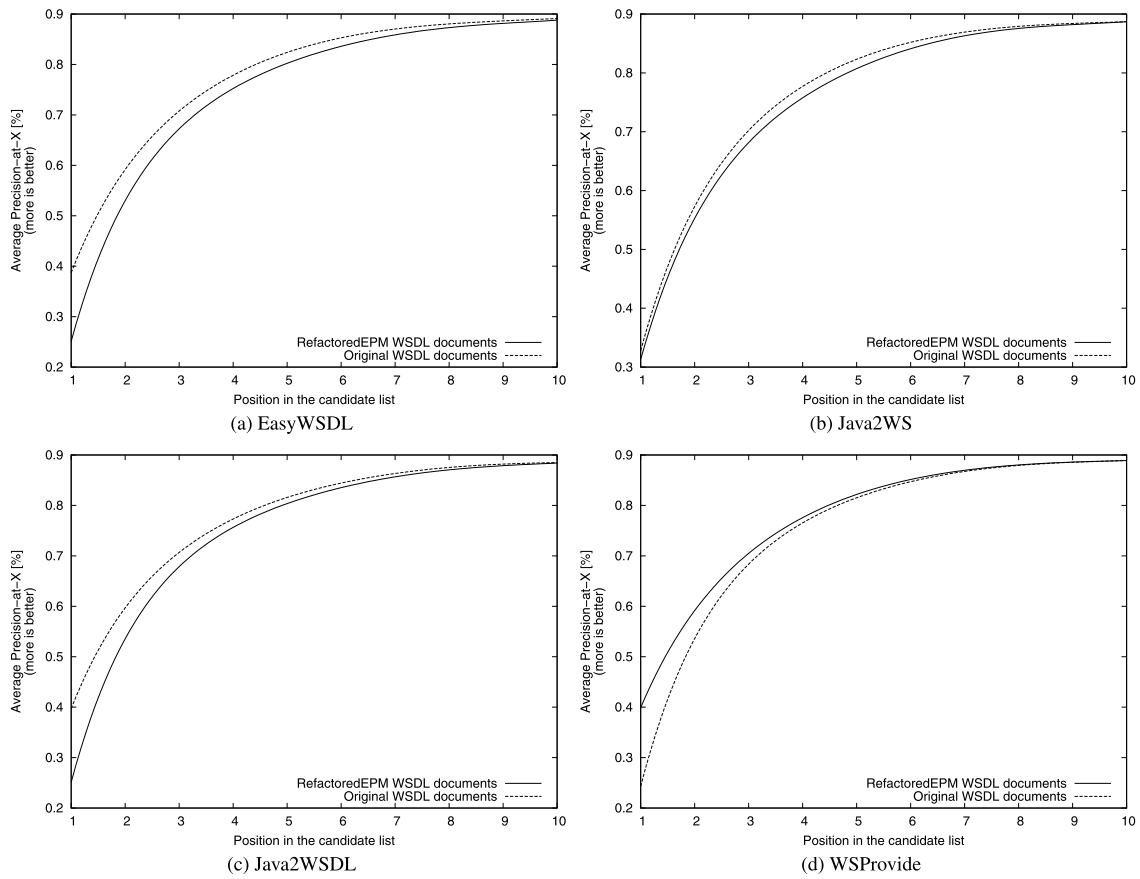 0.9
0.8
0.7
0.6
0.5
0.4
0.3
0.2
Average Precision-at-X [%]
(more is better)
RefactoredEPM WSDL documents
Original WSDL documents
1 2 3 4 5 6 7 8 9 10
Position in the candidate list
(a) EasyWSDL
0.9
0.8
0.7
0.6
0.5
0.4
0.3
Average Precision-at-X [%]
(more is better)
RefactoredEPM WSDL documents
Original WSDL documents
1 2 3 4 5 6 7 8 9 10
Position in the candidate list
(b) Java2WS
0.9
0.8
0.7
0.6
0.5
0.4
0.3
0.2
Average Precision-at-X [%]
(more is better)
RefactoredEPM WSDL documents
Original WSDL documents
1 2 3 4 5 6 7 8 9 10
Position in the candidate list
(c) Java2WSDL
0.9
0.8
0.7
0.6
0.5
0.4
0.3
0.2
Average Precision-at-X [%]
(more is better)
RefactoredEPM WSDL documents
Original WSDL documents
1 2 3 4 5 6 7 8 9 10
Position in the candidate list
(d) WSProvide